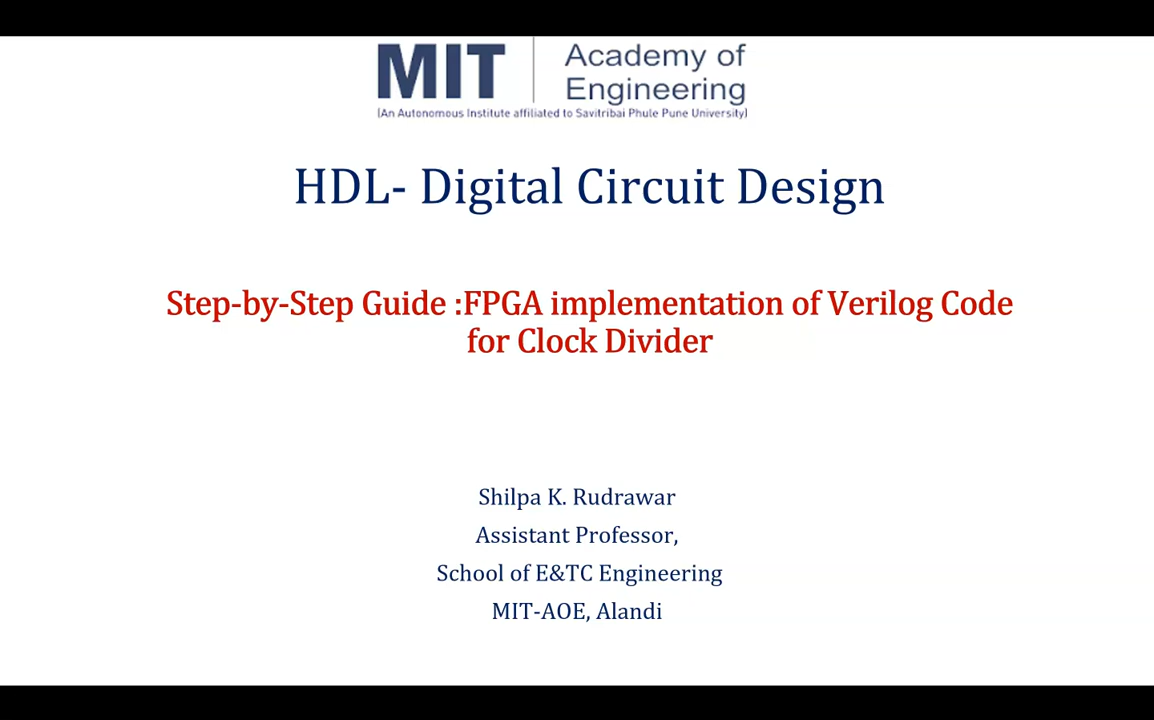 MIT Academy of Engineering
(An Autonomous Institute affiliated to Savitribai Phule Pune University)
HDL- Digital Circuit Design
Step-by-Step Guide :FPGA implementation of Verilog Code
for Clock Divider
Shilpa K. Rudrawar
Assistant Professor,
School of E&TC Engineering
MIT-AOE, Alandi